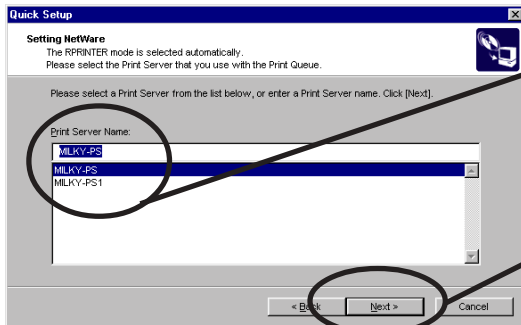 Quick Setup
Setting NetWare
The RPRINTER mode is selected automatically.
Please select the Print Server that you use with the Print Queue.
Please select a Print Server from the list below, or enter a Print Server name. Click [Next].
Print Server Name:
MILKY-PS
MILKY-PS
MILKY-PS1
< Back Next > Cancel